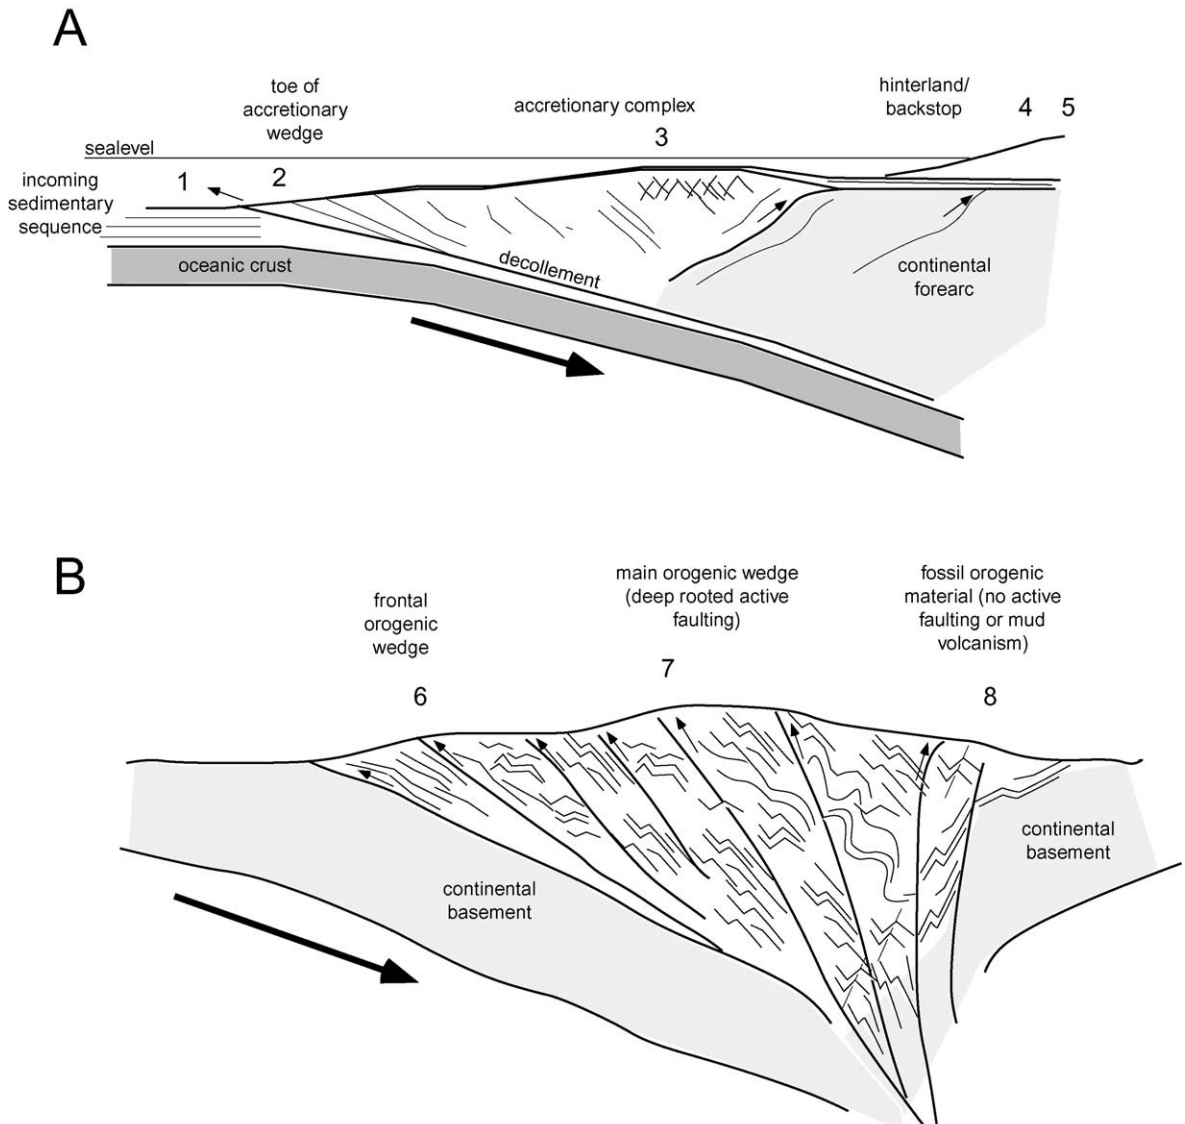 A
toe of
accretionary
wedge
accretionary complex
hinterland/
backstop
1
2
3
4
5
sealevel
incoming
sedimentary
sequence
oceanic crust
decollement
continental
forearc
B
frontal
orogenic
wedge
main orogenic wedge
(deep rooted active
faulting)
fossil orogenic
material (no active
faulting or mud
volcanism)
6
7
8
continental
basement
continental
basement